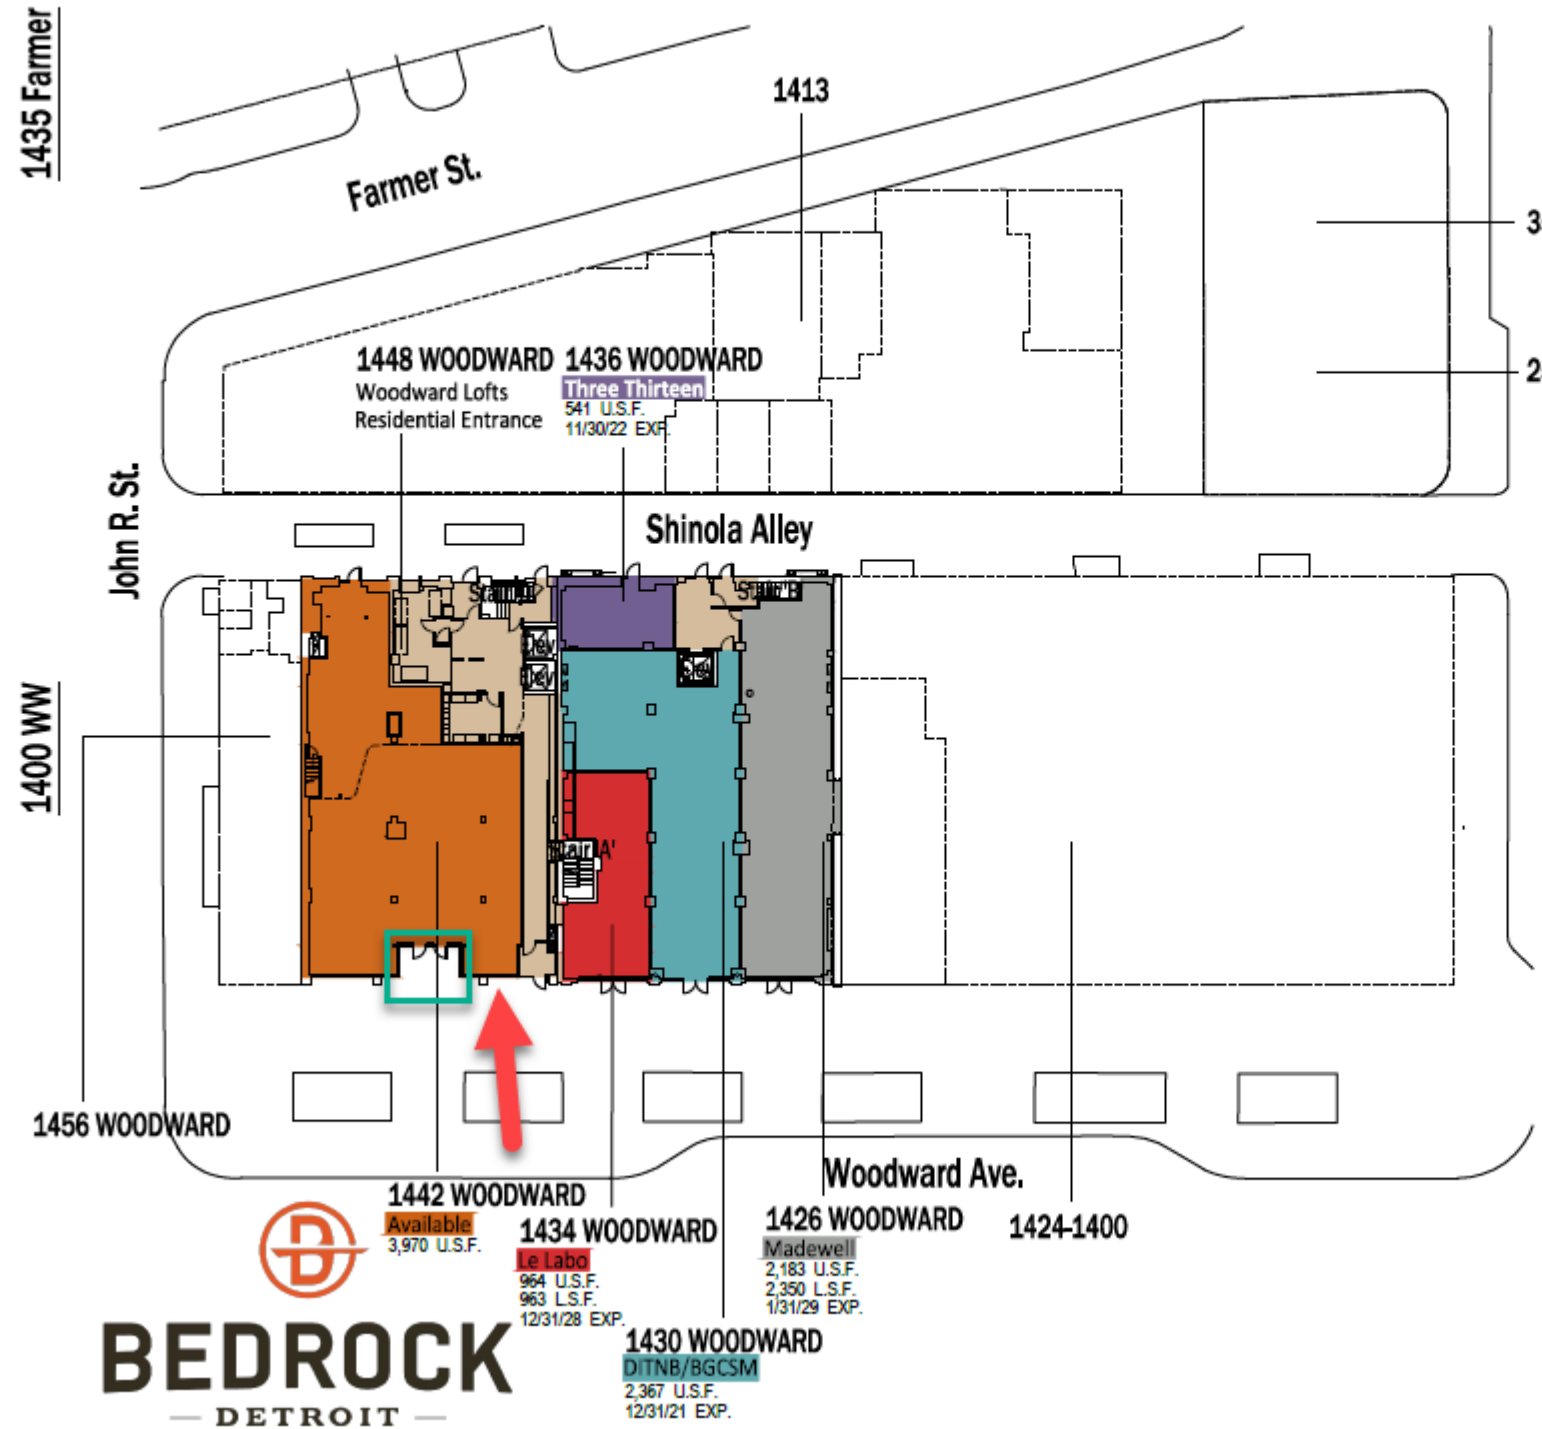 1435 Farmer
Farmer St.
1413
3
2
1448 WOODWARD
Woodward Lofts
Residential Entrance
1436 WOODWARD
Three Thirteen
541 U.S.F.
11/30/22 EXP.
John R. St.
Shinola Alley
Stair B
Elev
Elev
1400 WW
Stair A'
1456 WOODWARD
Woodward Ave.
1442 WOODWARD
Available
3,970 U.S.F.
1434 WOODWARD
Le Labo
964 U.S.F.
963 L.S.F.
12/31/28 EXP.
1426 WOODWARD
Madewell
2,183 U.S.F.
2,350 L.S.F.
1/31/29 EXP.
1424-1400
1430 WOODWARD
DITNB/BGCSM
2,367 U.S.F.
12/31/21 EXP.
BEDROCK
DETROIT